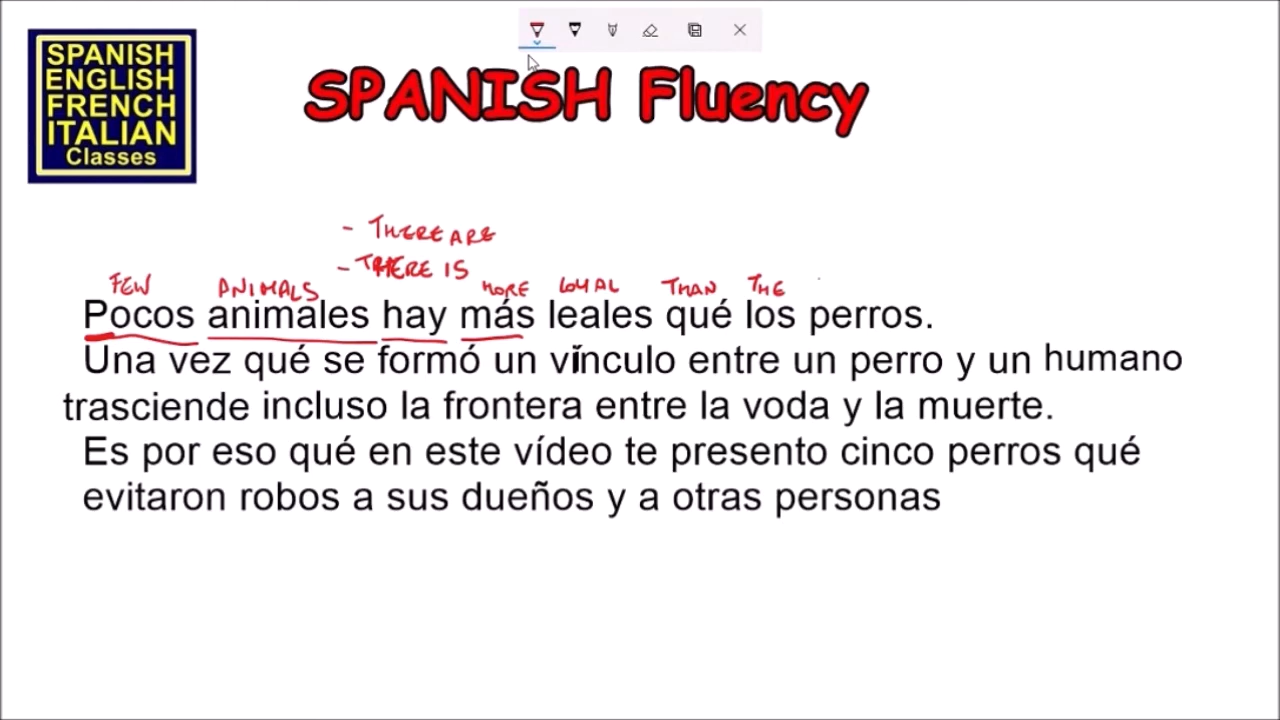 SPANISH
ENGLISH
FRENCH
ITALIAN
Classes
SPANISH Fluency
- THERE ARE
- THERE IS
FEW ANIMALS MORE LOYAL THAN THE
Pocos animales hay más leales qué los perros.
Una vez qué se formó un vínculo entre un perro y un humano
trasciende incluso la frontera entre la voda y la muerte.
Es por eso qué en este vídeo te presento cinco perros qué
evitaron robos a sus dueños y a otras personas